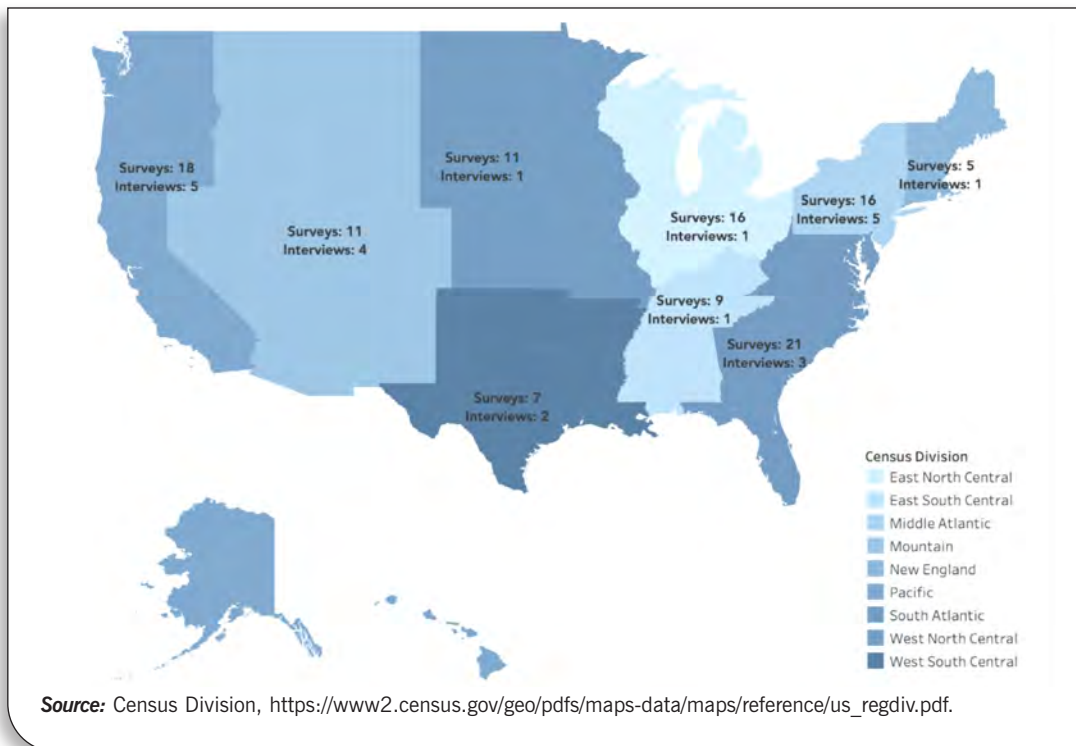 Surveys: 18
Interviews: 5
Surveys: 11
Interviews: 4
Surveys: 11
Interviews: 1
Surveys: 16
Interviews: 1
Surveys: 16
Interviews: 5
Surveys: 5
Interviews: 1
Surveys: 9
Interviews: 1
Surveys: 21
Interviews: 3
Surveys: 7
Interviews: 2
Census Division
East North Central
East South Central
Middle Atlantic
Mountain
New England
Pacific
South Atlantic
West North Central
West South Central
Source: Census Division, https://www2.census.gov/geo/pdfs/maps-data/maps/reference/us_regdiv.pdf.